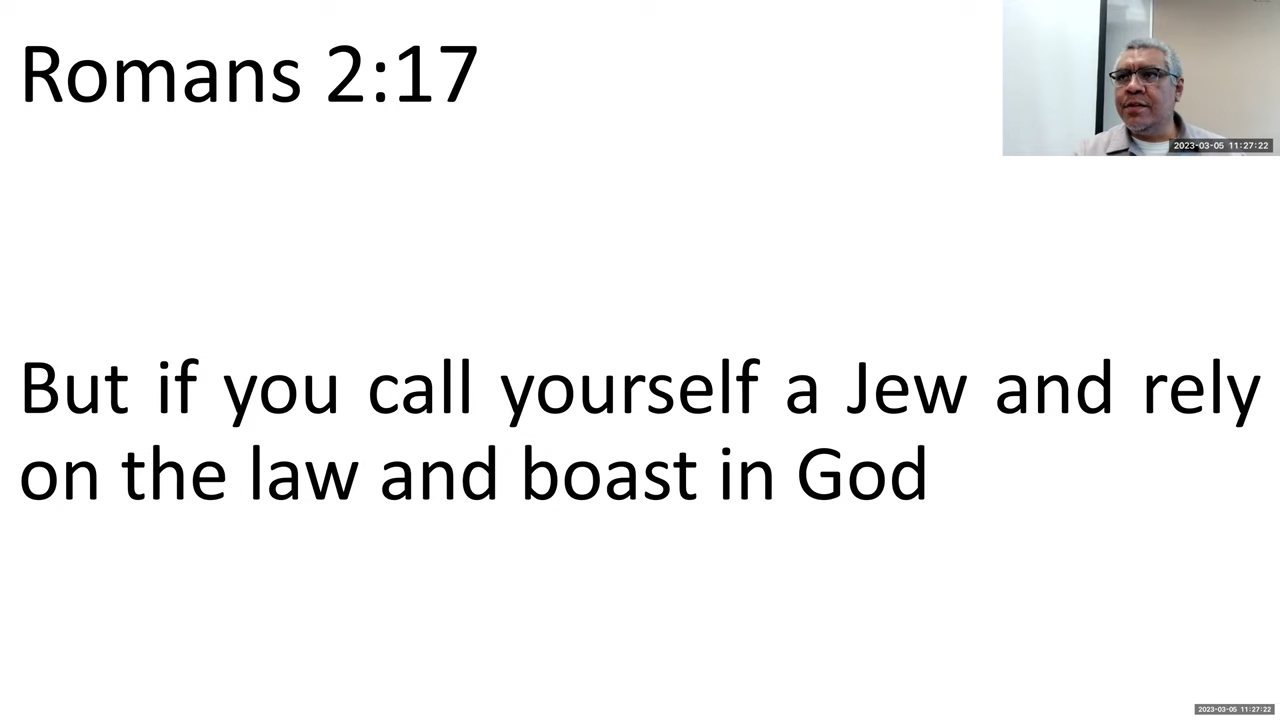 Romans 2:17
2023-03-05 11:27:22
But if you call yourself a Jew and rely
on the law and boast in God
2023-03-05 11:27:22